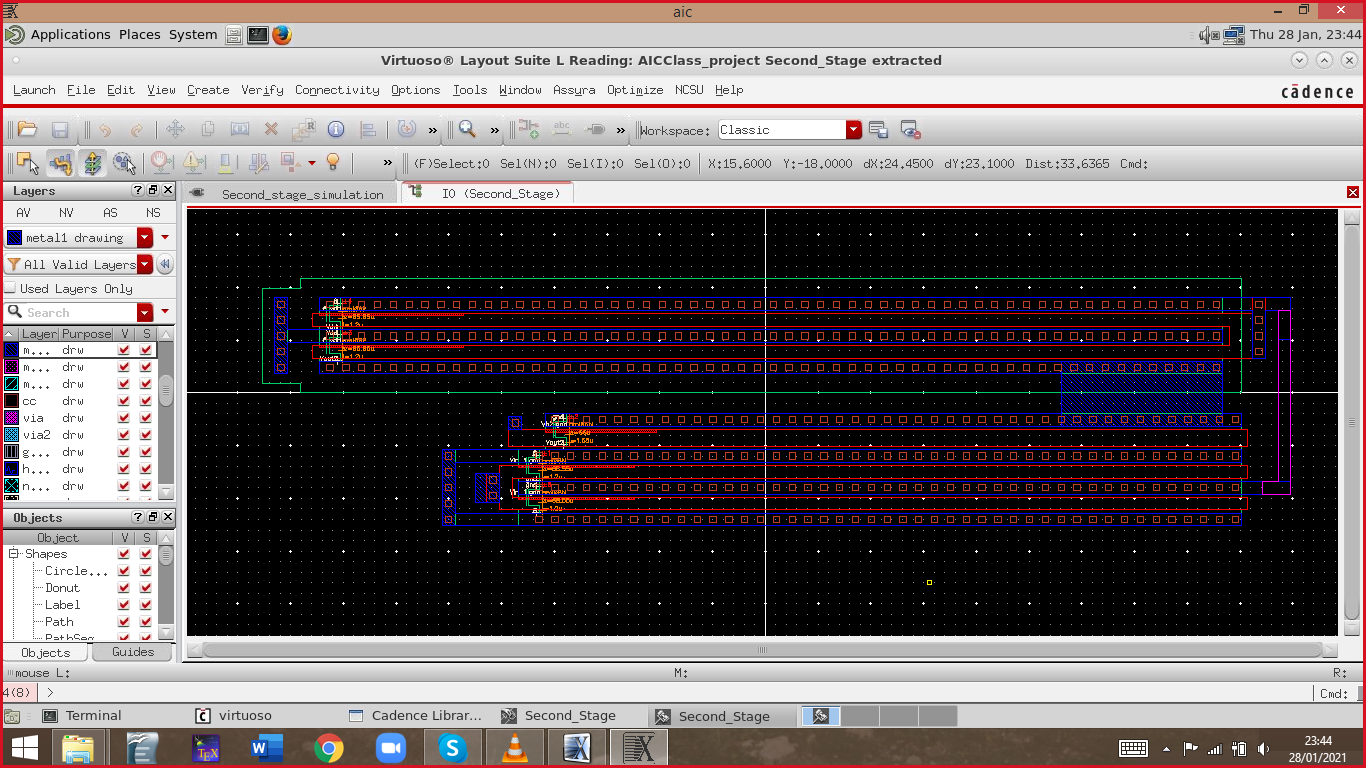 aic
Applications Places System
Thu 28 Jan, 23:44
Virtuoso® Layout Suite L Reading: AICClass_project Second_Stage extracted
Launch File Edit View Create Verify Connectivity Options Tools Window Assura Optimize NCSU Help
cādence
abc
Workspace: Classic
(F)Select:0 Sel(N):0 Sel(I):0 Sel(O):0 X:15.6000 Y:-18.0000 dX:24.4500 dY:23.1000 Dist:33.6365 Cmd:
Layers
Second_stage_simulation
IO (Second_Stage)
AV NV AS NS
metal1 drawing
All Valid Layers
Used Layers Only
Search
Layer Purpose V S
m... drw
m... drw
m... drw
cc drw
via drw
via2 drw
g... drw
h... drw
n... drw
Objects
Object V S
Shapes
Circle...
Donut
Label
Path
PathSeg
Objects Guides
mouse L: M: R:
4(8) > Cmd:
Terminal
virtuoso
Cadence Librar...
Second_Stage
Second_Stage
TEX
23:44
28/01/2021